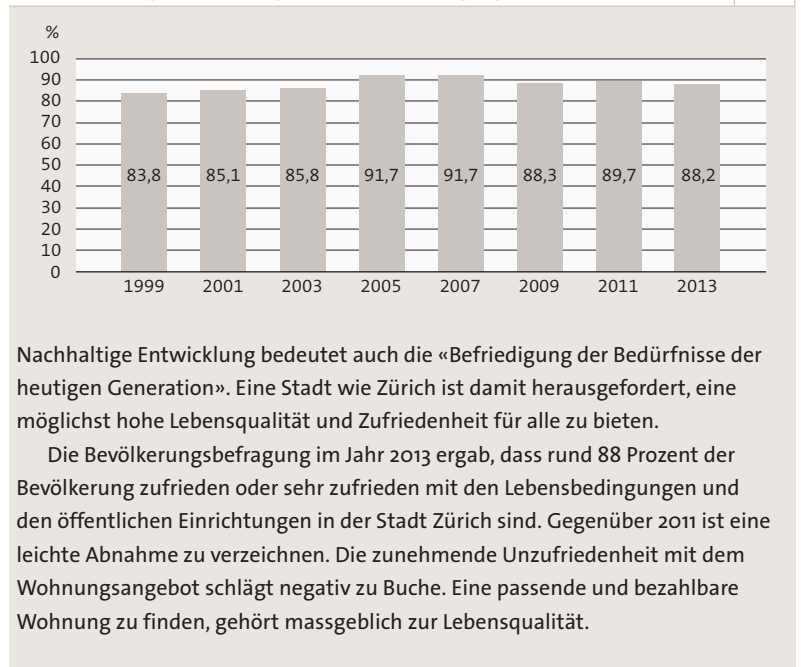 %
100
90
80
70
60
50
40
30
20
10
0
83,8 85,1 85,8 91,7 91,7 88,3 89,7 88,2
1999 2001 2003 2005 2007 2009 2011 2013
Nachhaltige Entwicklung bedeutet auch die «Befriedigung der Bedürfnisse der
heutigen Generation». Eine Stadt wie Zürich ist damit herausgefordert, eine
möglichst hohe Lebensqualität und Zufriedenheit für alle zu bieten.
Die Bevölkerungsbefragung im Jahr 2013 ergab, dass rund 88 Prozent der
Bevölkerung zufrieden oder sehr zufrieden mit den Lebensbedingungen und
den öffentlichen Einrichtungen in der Stadt Zürich sind. Gegenüber 2011 ist eine
leichte Abnahme zu verzeichnen. Die zunehmende Unzufriedenheit mit dem
Wohnungsangebot schlägt negativ zu Buche. Eine passende und bezahlbare
Wohnung zu finden, gehört massgeblich zur Lebensqualität.